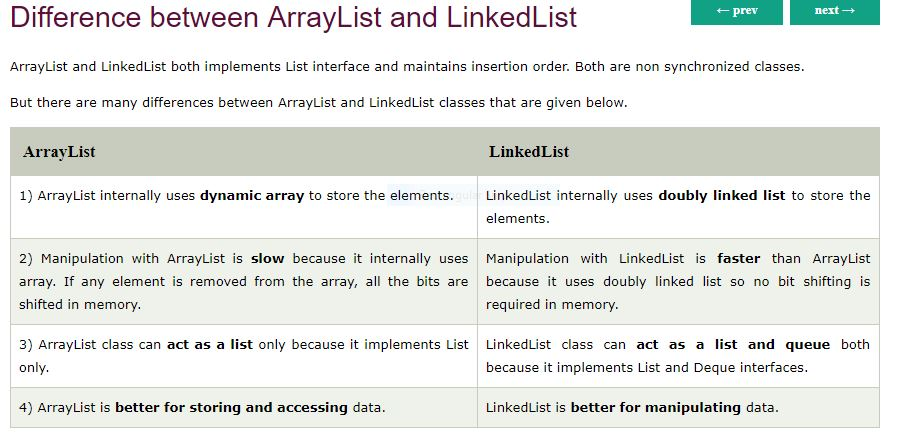 Difference between ArrayList and LinkedList
← prev
next →
ArrayList and LinkedList both implements List interface and maintains insertion order. Both are non synchronized classes.
But there are many differences between ArrayList and LinkedList classes that are given below.
ArrayList
LinkedList
1) ArrayList internally uses dynamic array to store the elements.
LinkedList internally uses doubly linked list to store the
elements.
2) Manipulation with ArrayList is slow because it internally uses
array. If any element is removed from the array, all the bits are
shifted in memory.
Manipulation with LinkedList is faster than ArrayList
because it uses doubly linked list so no bit shifting is
required in memory.
3) ArrayList class can act as a list only because it implements List
only.
LinkedList class can act as a list and queue both
because it implements List and Deque interfaces.
4) ArrayList is better for storing and accessing data.
LinkedList is better for manipulating data.